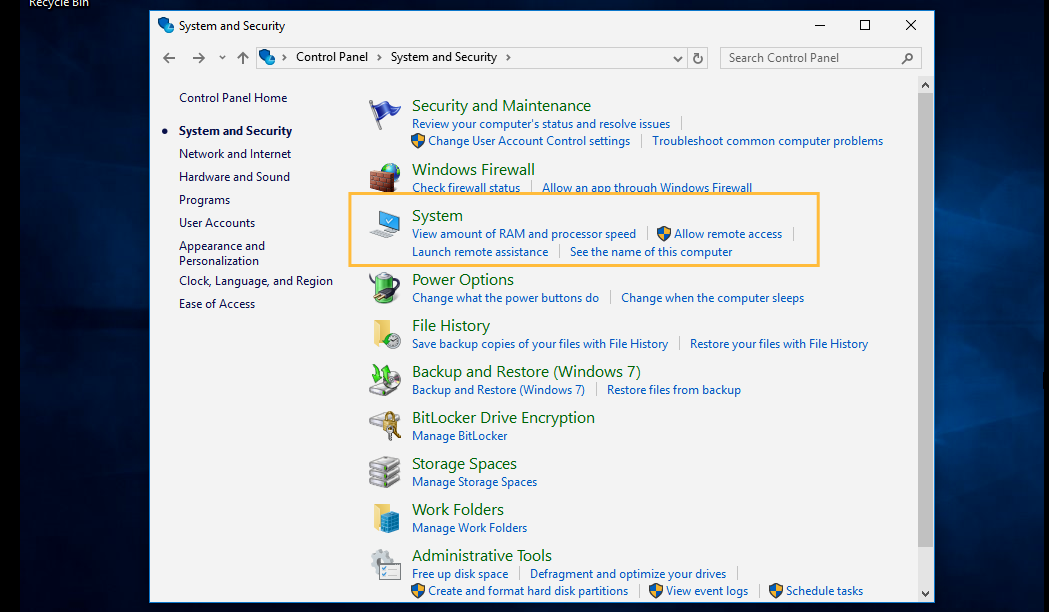 Recycle Bin
System and Security
Control Panel > System and Security >
Search Control Panel
Control Panel Home
System and Security
Network and Internet
Hardware and Sound
Programs
User Accounts
Appearance and
Personalization
Clock, Language, and Region
Ease of Access
Security and Maintenance
Review your computer's status and resolve issues
Change User Account Control settings
Troubleshoot common computer problems
Windows Firewall
Check firewall status
Allow an app through Windows Firewall
System
View amount of RAM and processor speed
Allow remote access
Launch remote assistance
See the name of this computer
Power Options
Change what the power buttons do
Change when the computer sleeps
File History
Save backup copies of your files with File History
Restore your files with File History
Backup and Restore (Windows 7)
Backup and Restore (Windows 7)
Restore files from backup
BitLocker Drive Encryption
Manage BitLocker
Storage Spaces
Manage Storage Spaces
Work Folders
Manage Work Folders
Administrative Tools
Free up disk space
Defragment and optimize your drives
Create and format hard disk partitions
View event logs
Schedule tasks